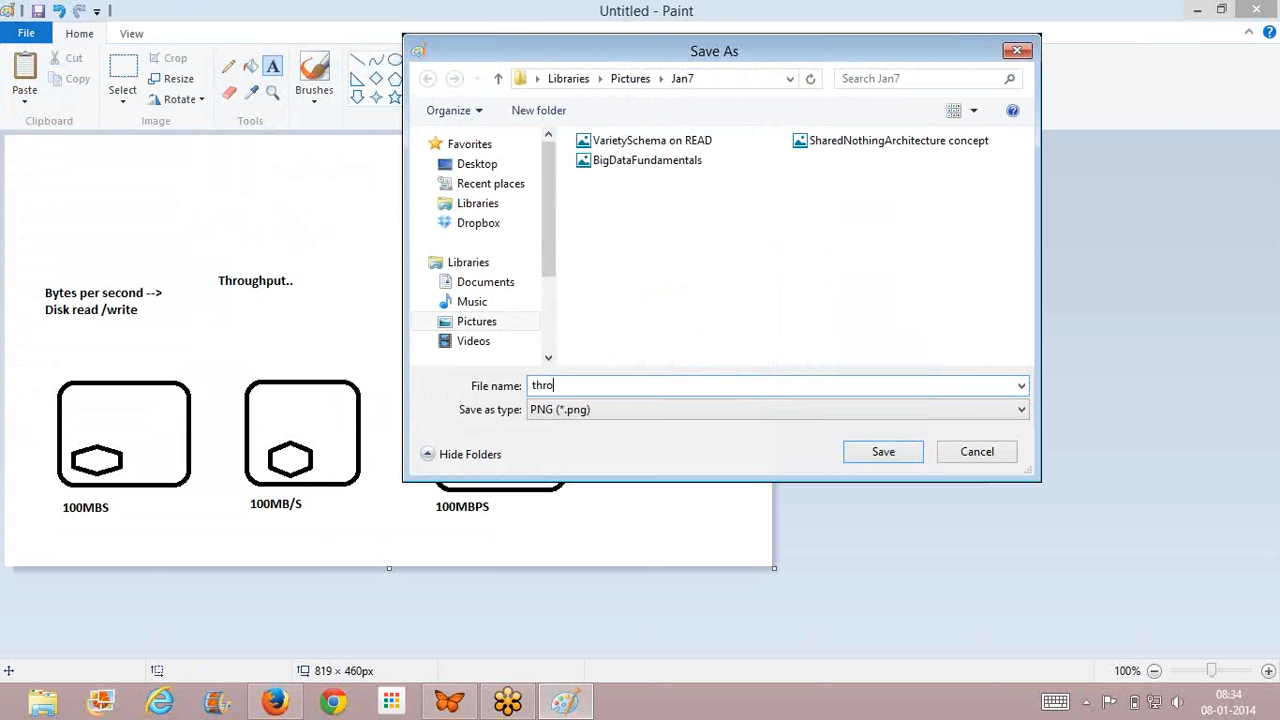 Untitled - Paint
File
Home
View
Cut
Copy
Paste
Clipboard
Select
Crop
Resize
Rotate
Image
A
Tools
Brushes
Save As
Libraries
Pictures
Jan7
Search Jan7
Organize
New folder
Favorites
Desktop
Recent places
Libraries
Dropbox
Libraries
Documents
Music
Pictures
Videos
VarietySchema on READ
BigDataFundamentals
SharedNothingArchitecture concept
File name: thro
Save as type: PNG (*.png)
Hide Folders
Save
Cancel
Throughput..
Bytes per second -->
Disk read /write
100MBS
100MB/S
100MBPS
819 × 460px
100%
08:34
08-01-2014